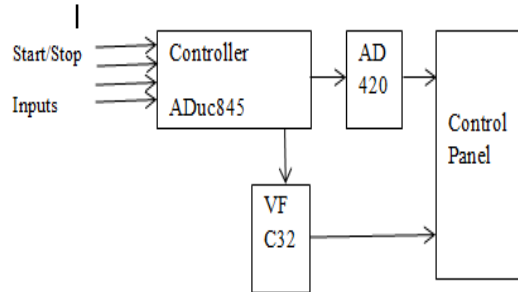 Start/Stop
Inputs
Controller
ADuc845
AD
420
Control
Panel
VF
C32